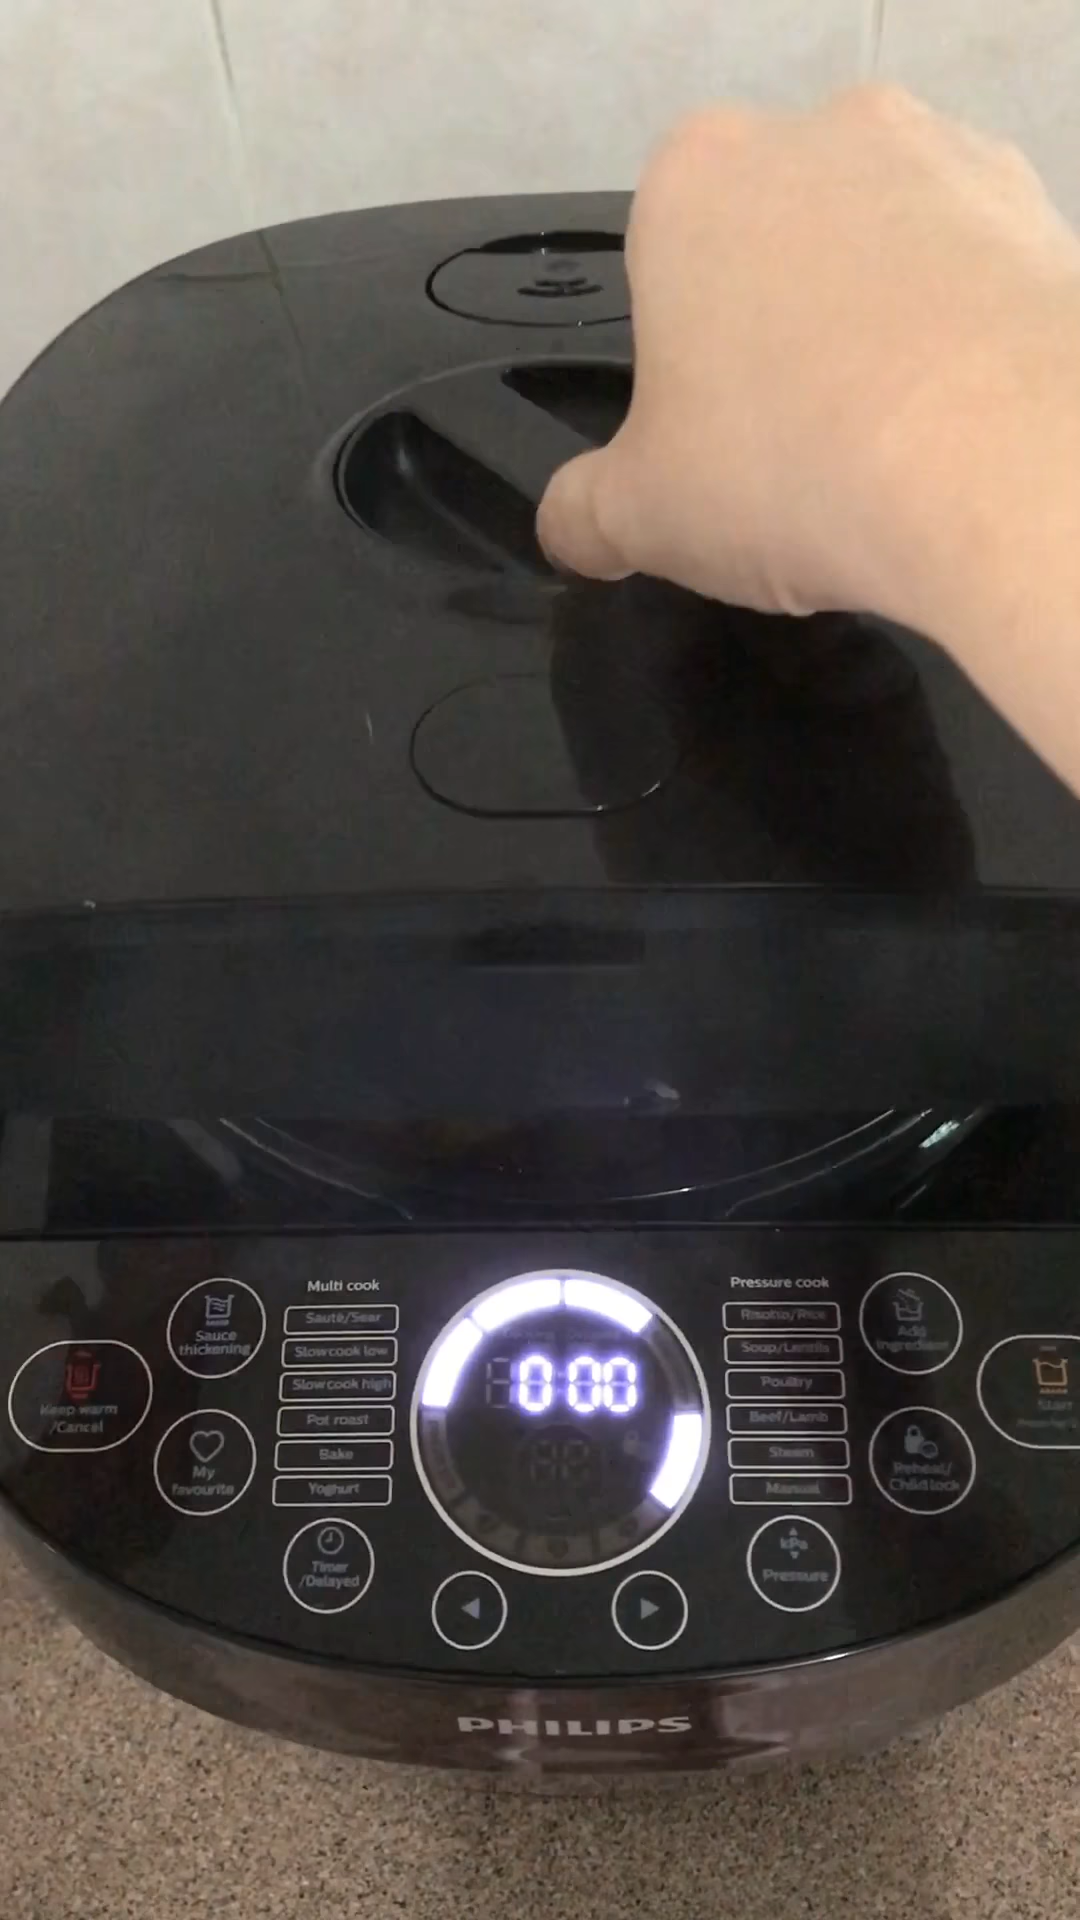 Multi cook
Sauté/Sear
Slowcook low
Slowcook high
Pot roast
Bake
Yoghurt
Sauce
thickening
Keep warm
/Cancel
My
favourite
Timer
/Delayed
0:00
Pressure cook
Risotto/Rice
Soup/Lentils
Poultry
Beef/Lamb
Steam
Manual
Add
Ingredient
Start
Reheat/
Child lock
kPa
Pressure
PHILIPS